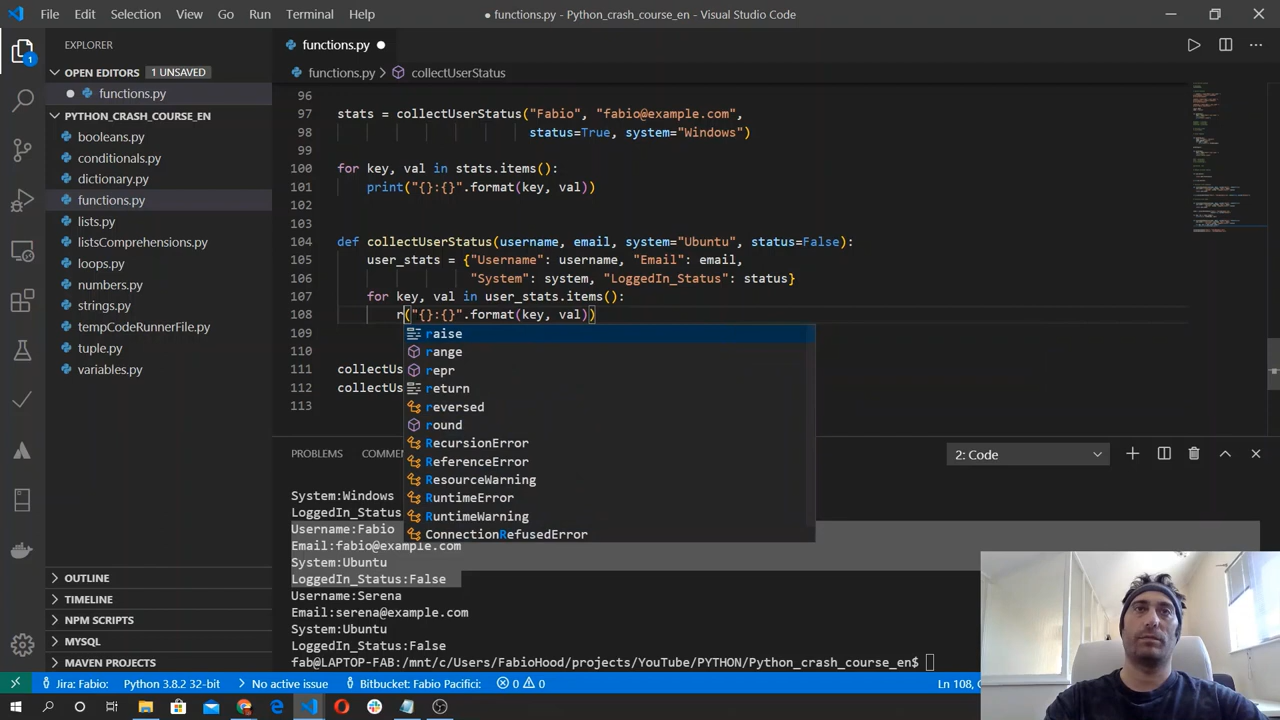 File Edit Selection View Go Run Terminal Help
● functions.py - Python_crash_course_en - Visual Studio Code
EXPLORER
OPEN EDITORS 1 UNSAVED
functions.py
PYTHON_CRASH_COURSE_EN
booleans.py
conditionals.py
dictionary.py
functions.py
lists.py
listsComprehensions.py
loops.py
numbers.py
strings.py
tempCodeRunnerFile.py
tuple.py
variables.py
OUTLINE
TIMELINE
NPM SCRIPTS
MYSQL
MAVEN PROJECTS
1
functions.py
functions.py > collectUserStatus
96
97 stats = collectUserStats("Fabio", "fabio@example.com",
98 status=True, system="Windows")
99
100 for key, val in stats.items():
101 print("{}:{}".format(key, val))
102
103
104 def collectUserStatus(username, email, system="Ubuntu", status=False):
105 user_stats = {"Username": username, "Email": email,
106 "System": system, "LoggedIn_Status": status}
107 for key, val in user_stats.items():
108 r("{}:{}".format(key, val))
109
110
111 collectUs
112 collectUs
113
raise
range
repr
return
reversed
round
RecursionError
ReferenceError
ResourceWarning
RuntimeError
RuntimeWarning
ConnectionRefusedError
PROBLEMS COMME
2: Code
System:Windows
LoggedIn_Status
Username:Fabio
Email:fabio@example.com
System:Ubuntu
LoggedIn_Status:False
Username:Serena
Email:serena@example.com
System:Ubuntu
LoggedIn_Status:False
fab@LAPTOP-FAB:/mnt/c/Users/FabioHood/projects/YouTube/PYTHON/Python_crash_course_en$
Jira: Fabio: Python 3.8.2 32-bit No active issue Bitbucket: Fabio Pacifici: 0 0 Ln 108,